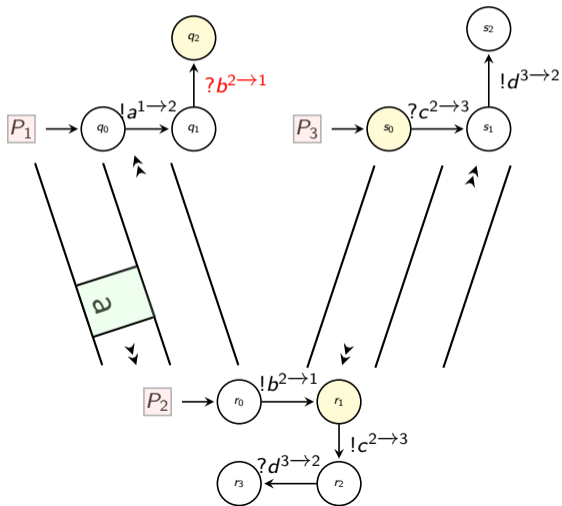 q₂
s₂
?b²→¹
!d³→²
!a¹→²
?c²→³
P₁
q₀
q₁
P₃
s₀
s₁
a
!b²→¹
P₂
r₀
r₁
!c²→³
?d³→²
r₃
r₂